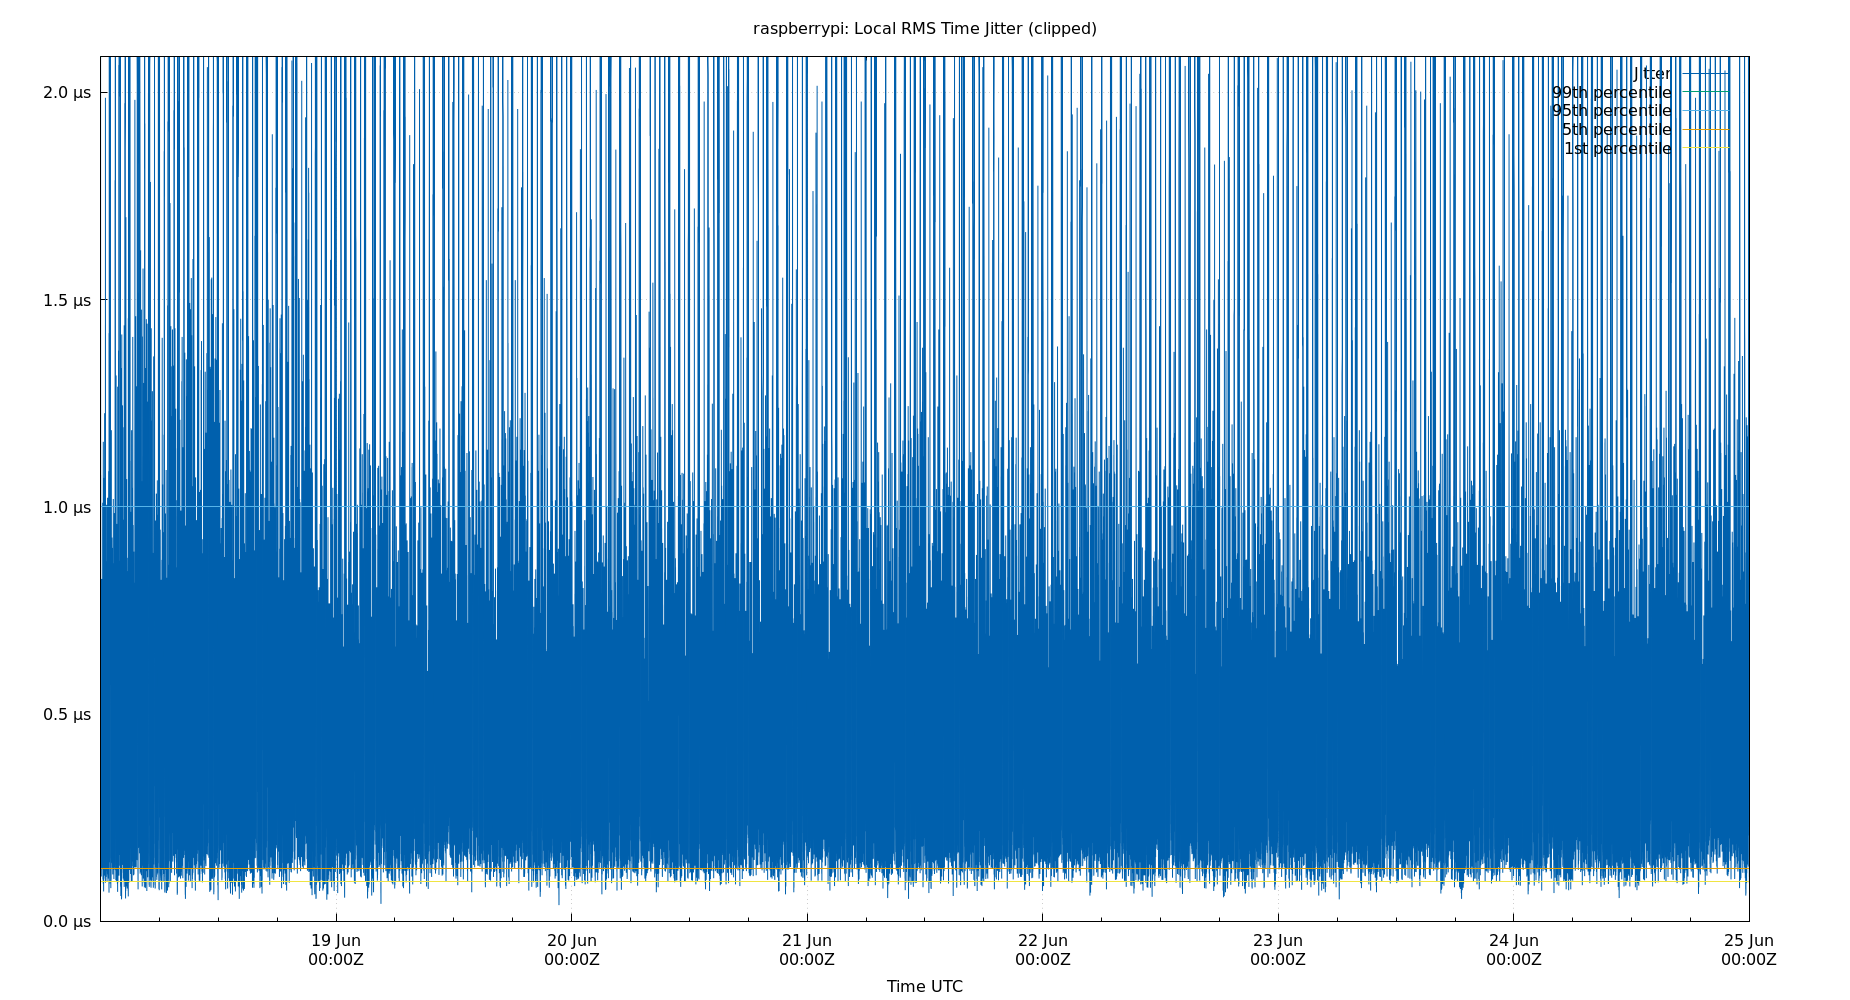 raspberrypi: Local RMS Time Jitter (clipped)
2.0 μs
1.5 μs
1.0 μs
0.5 μs
0.0 μs
Jitter
99th percentile
95th percentile
5th percentile
1st percentile
19 Jun 20 Jun 21 Jun 22 Jun 23 Jun 24 Jun 25 Jun
00:00Z 00:00Z 00:00Z 00:00Z 00:00Z 00:00Z 00:00Z
Time UTC